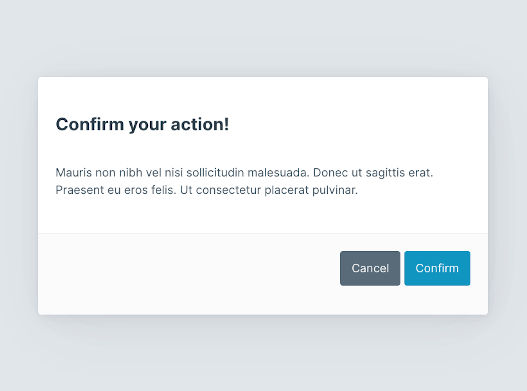 Confirm your action!
Mauris non nibh vel nisi sollicitudin malesuada. Donec ut sagittis erat.
Praesent eu eros felis. Ut consectetur placerat pulvinar.
Cancel Confirm